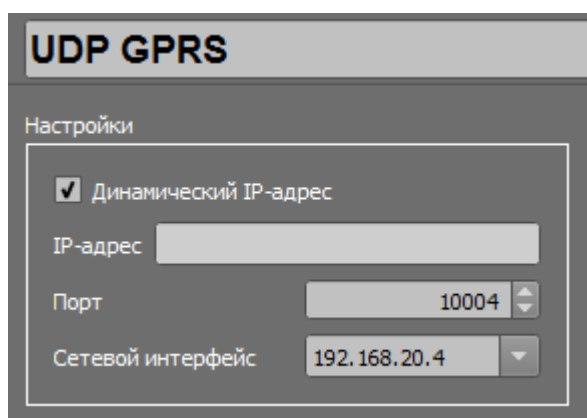 UDP GPRS
Настройки
Динамический IP-адрес
IP-адрес
Порт 10004
Сетевой интерфейс 192.168.20.4